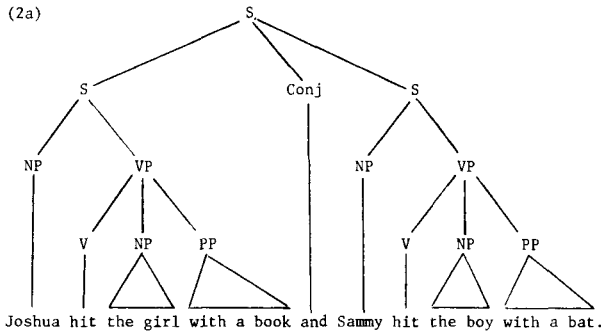 (2a)
S
S Conj S
NP VP NP VP
V NP PP V NP PP
Joshua hit the girl with a book and Sammy hit the boy with a bat.